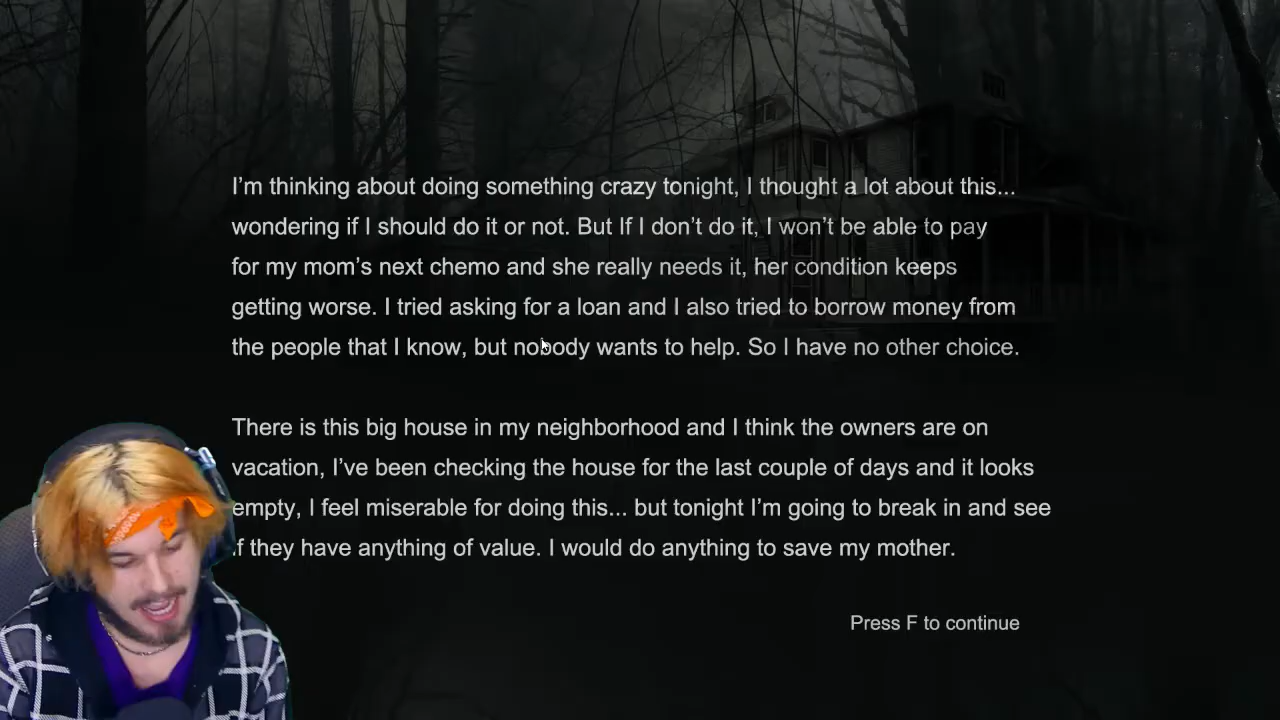 I’m thinking about doing something crazy tonight, I thought a lot about this...
wondering if I should do it or not. But If I don’t do it, I won’t be able to pay
for my mom’s next chemo and she really needs it, her condition keeps
getting worse. I tried asking for a loan and I also tried to borrow money from
the people that I know, but nobody wants to help. So I have no other choice.
There is this big house in my neighborhood and I think the owners are on
vacation, I’ve been checking the house for the last couple of days and it looks
empty, I feel miserable for doing this... but tonight I’m going to break in and see
if they have anything of value. I would do anything to save my mother.
Press F to continue